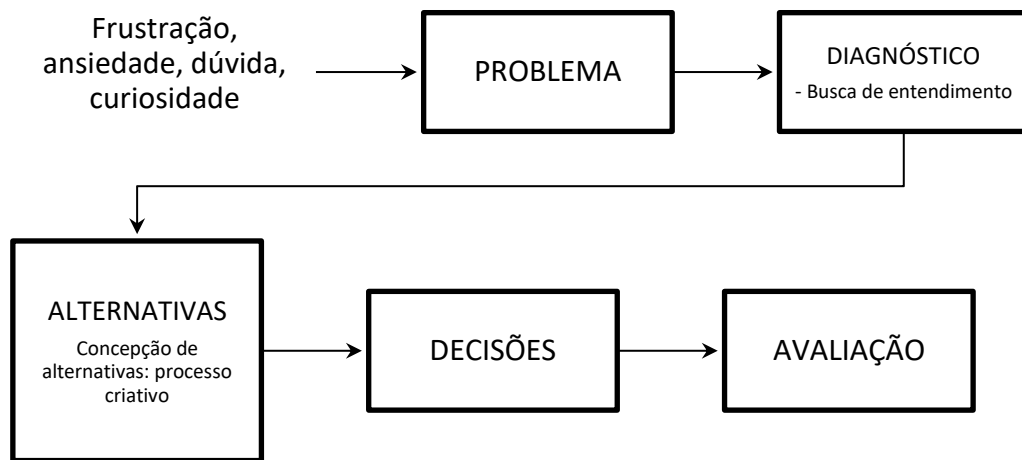 Frustração,
ansiedade, dúvida,
curiosidade
PROBLEMA
DIAGNÓSTICO
- Busca de entendimento
ALTERNATIVAS
Concepção de
alternativas: processo
criativo
DECISÕES
AVALIAÇÃO